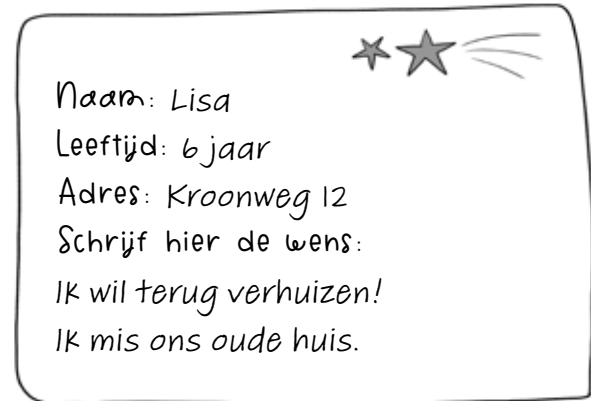 Naam: Lisa
Leeftijd: 6 jaar
Adres: Kroonweg 12
Schrijf hier de wens:
Ik wil terug verhuizen!
Ik mis ons oude huis.